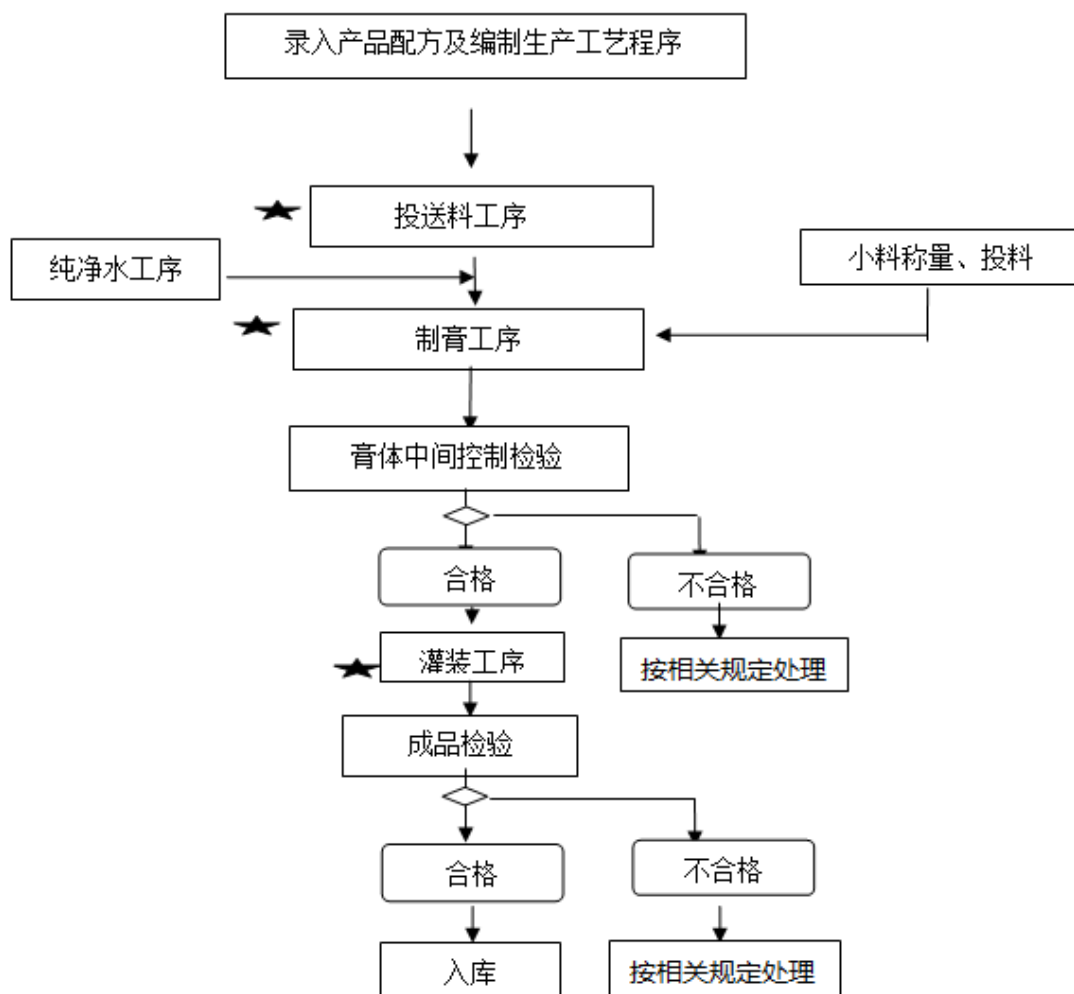 录入产品配方及编制生产工艺程序
投送料工序
纯净水工序
小料称量、投料
制膏工序
膏体中间控制检验
合格
不合格
灌装工序
按相关规定处理
成品检验
合格
不合格
入库
按相关规定处理